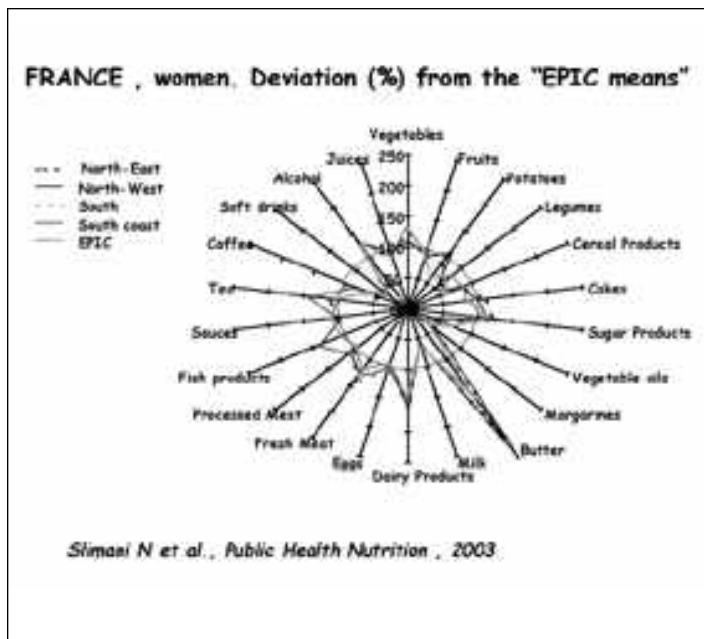 FRANCE , women. Deviation (%) from the "EPIC means"
North-East
North-West
South
South coast
EPIC
Vegetables
Fruits
Potatoes
Legumes
Cereal Products
Cakes
Sugar Products
Vegetable oils
Margarines
Butter
Milk
Dairy Products
Eggs
Fresh Meat
Processed Meat
Fish products
Sauces
Tea
Coffee
Soft drinks
Alcohol
Juices
250
200
150
100
Slimani N et al., Public Health Nutrition , 2003